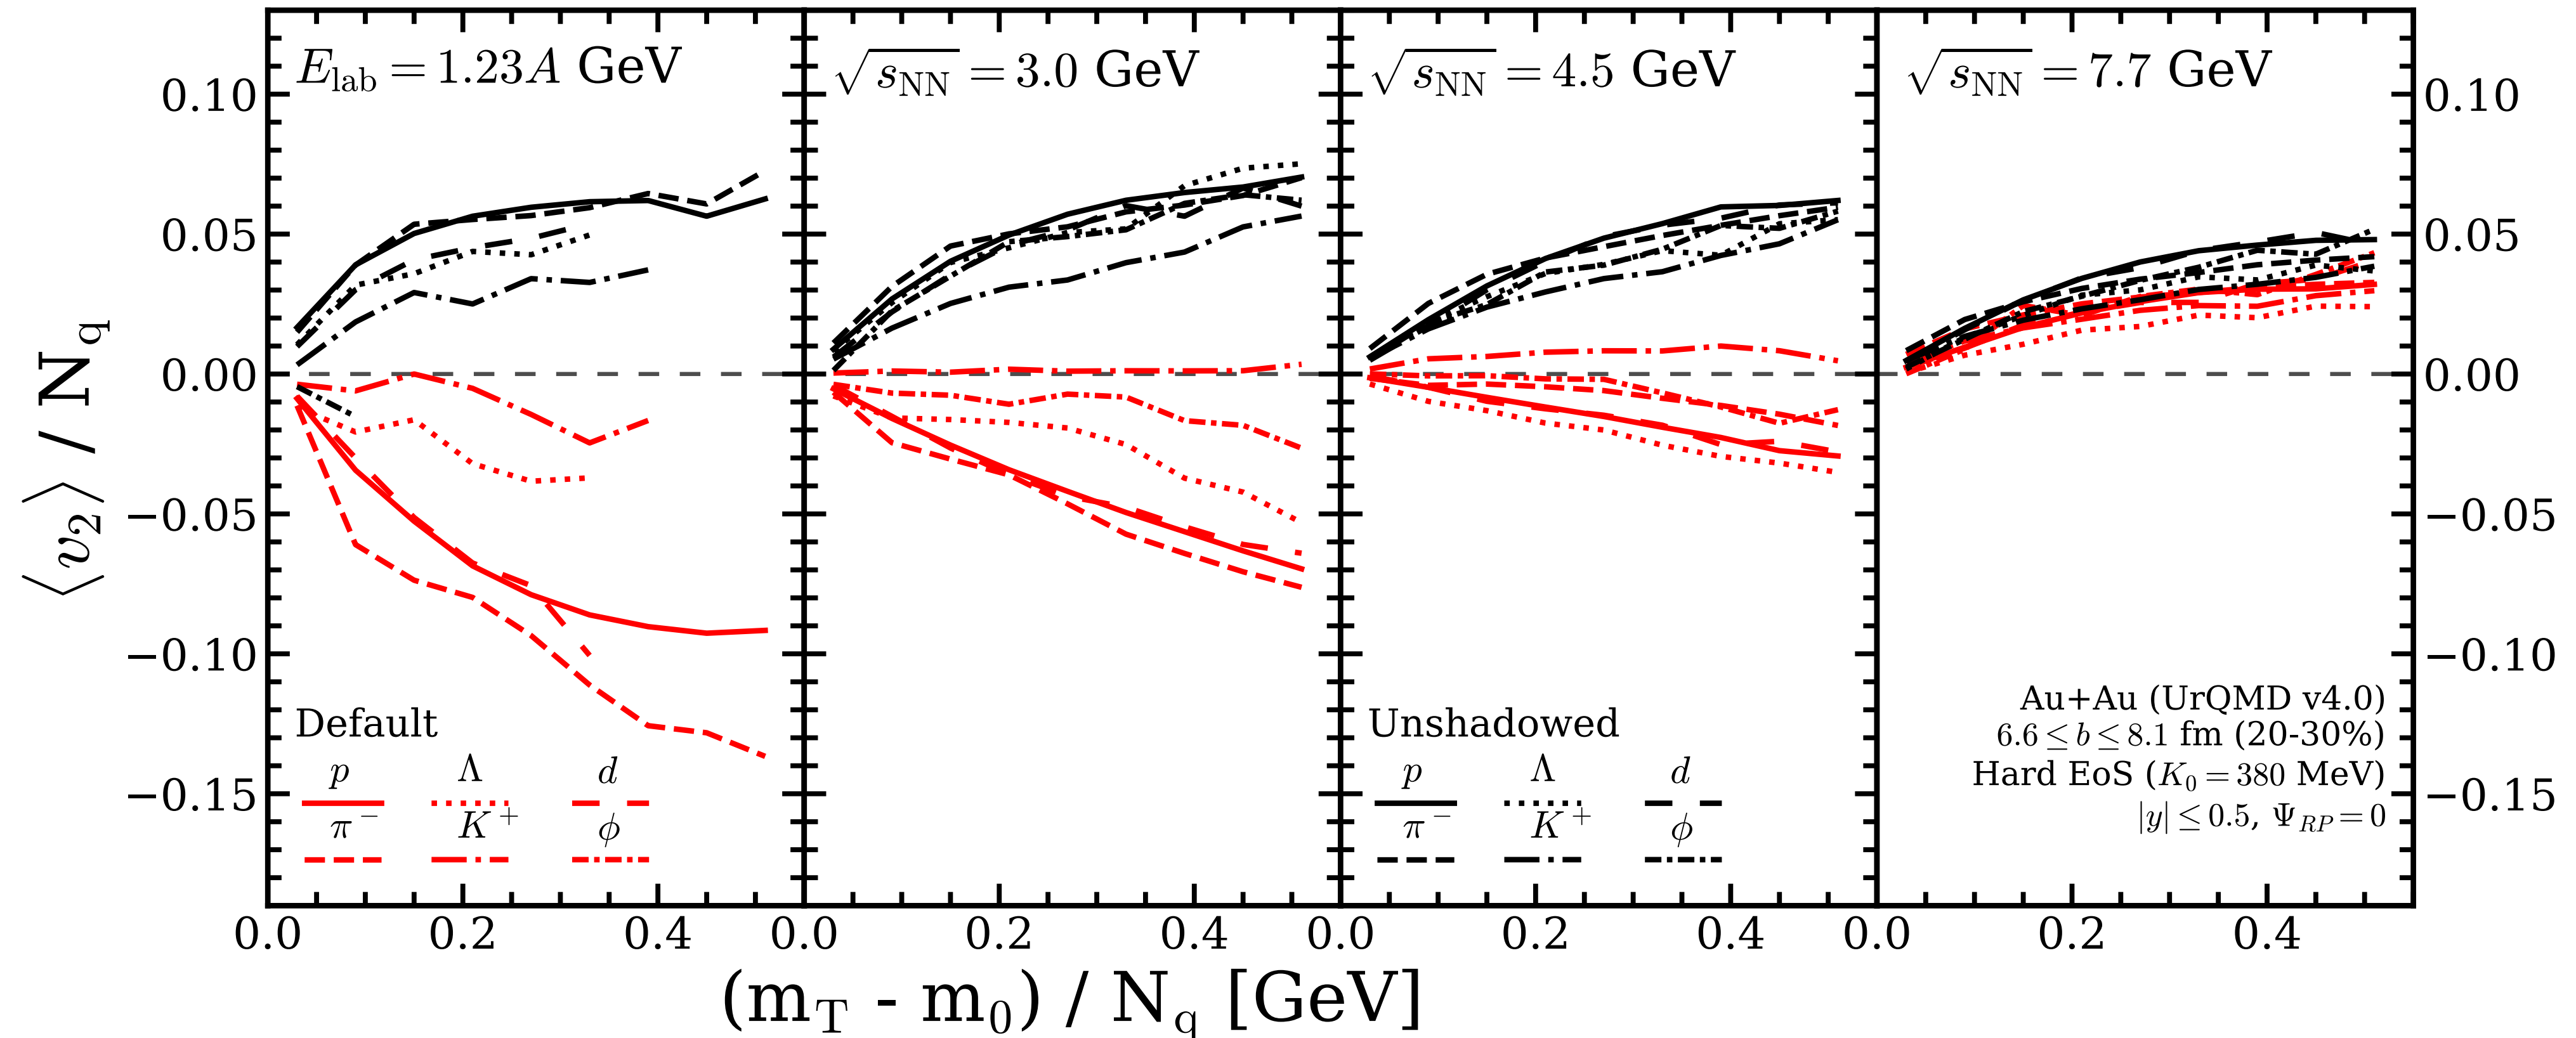 E_lab = 1.23A GeV
√s_NN = 3.0 GeV
√s_NN = 4.5 GeV
√s_NN = 7.7 GeV
0.10
0.05
0.00
−0.05
−0.10
−0.15
⟨v₂⟩ / N_q
0.10
0.05
0.00
−0.05
−0.10
−0.15
Default
p Λ d
π⁻ K⁺ ϕ
Unshadowed
p Λ d
π⁻ K⁺ ϕ
Au+Au (UrQMD v4.0)
6.6 ≤ b ≤ 8.1 fm (20-30%)
Hard EoS (K₀ = 380 MeV)
|y| ≤ 0.5, Ψ_RP = 0
0.0 0.2 0.4 0.0 0.2 0.4 0.0 0.2 0.4 0.0 0.2 0.4
(m_T - m₀) / N_q [GeV]